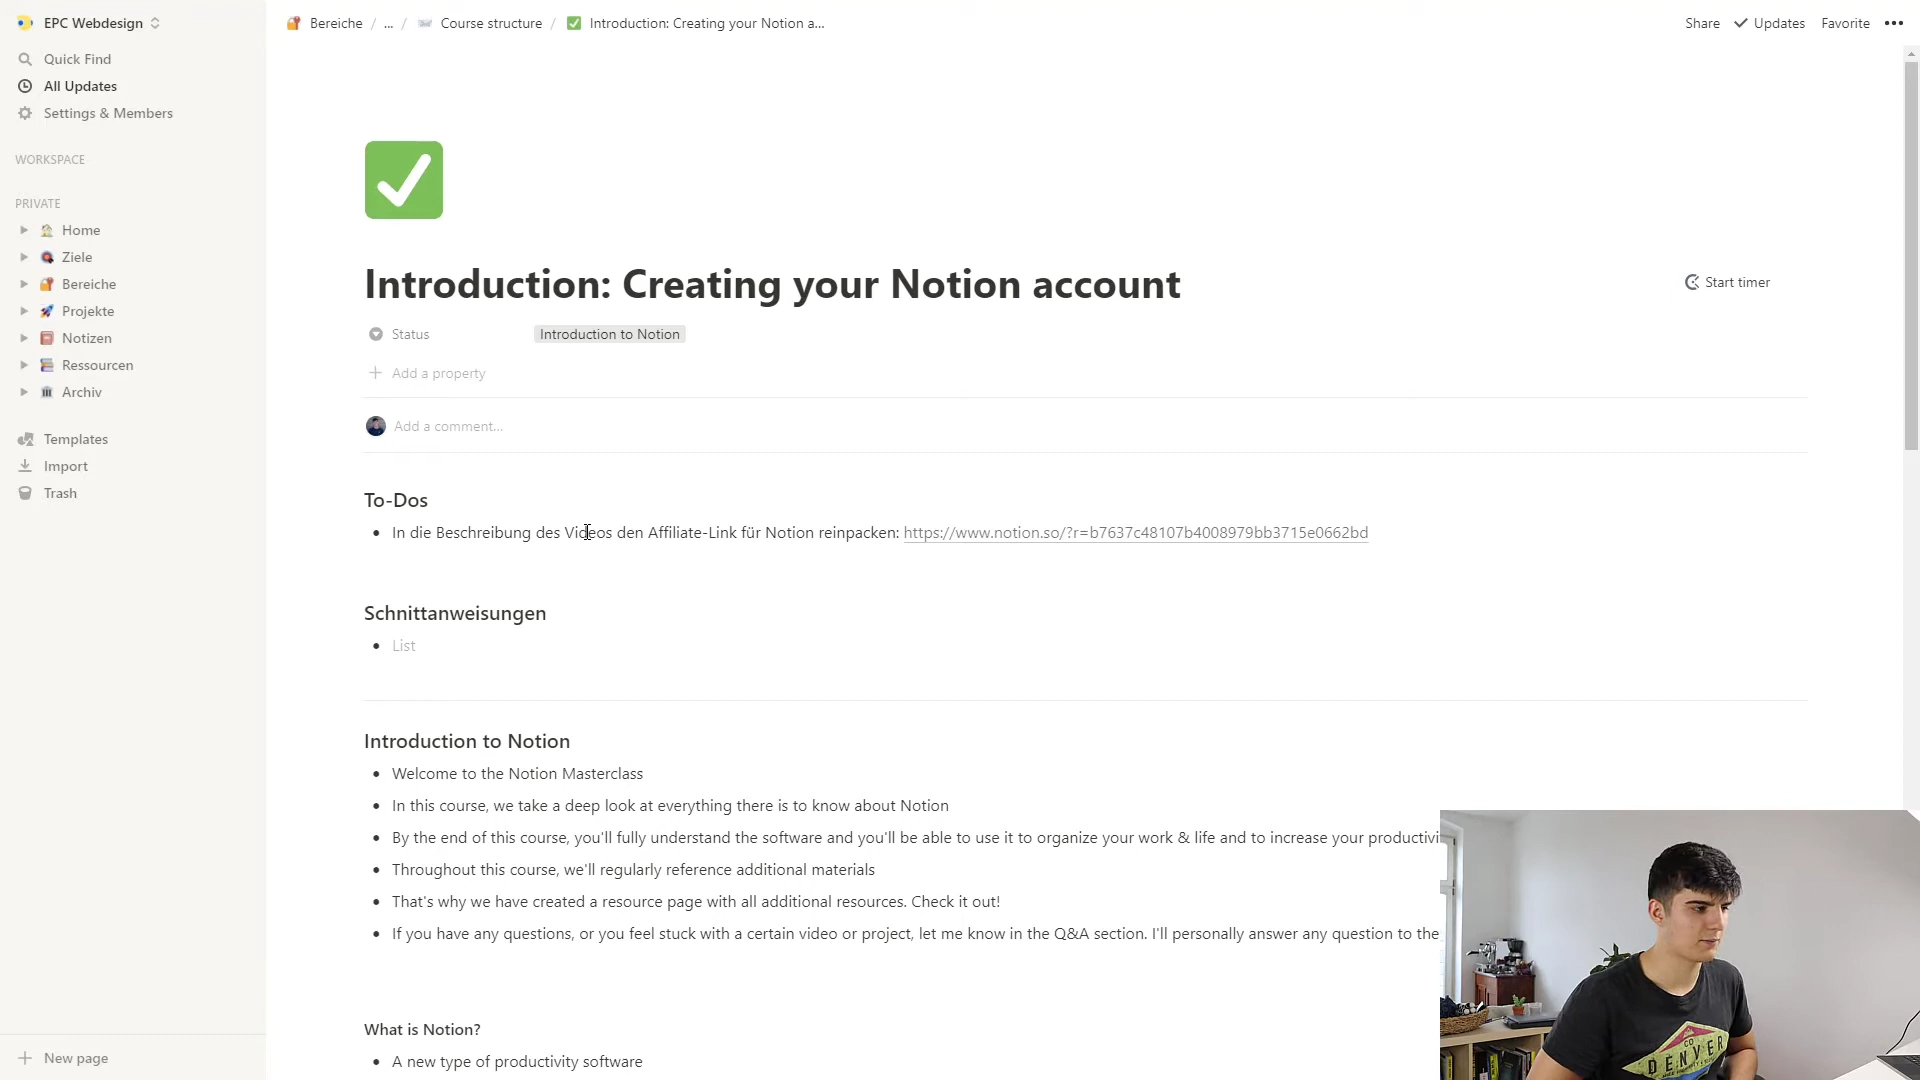 EPC Webdesign
Bereiche / ... / Course structure / Introduction: Creating your Notion a...
Share Updates Favorite
Quick Find
All Updates
Settings & Members
WORKSPACE
PRIVATE
Home
Ziele
Bereiche
Projekte
Notizen
Ressourcen
Archiv
Templates
Import
Trash
New page
Introduction: Creating your Notion account
Start timer
Status Introduction to Notion
Add a property
Add a comment...
To-Dos
In die Beschreibung des Videos den Affiliate-Link für Notion reinpacken: https://www.notion.so/?r=b7637c48107b4008979bb3715e0662bd
Schnittanweisungen
List
Introduction to Notion
Welcome to the Notion Masterclass
In this course, we take a deep look at everything there is to know about Notion
By the end of this course, you'll fully understand the software and you'll be able to use it to organize your work & life and to increase your productivi
Throughout this course, we'll regularly reference additional materials
That's why we have created a resource page with all additional resources. Check it out!
If you have any questions, or you feel stuck with a certain video or project, let me know in the Q&A section. I'll personally answer any question to the
What is Notion?
A new type of productivity software
CO
DENVER